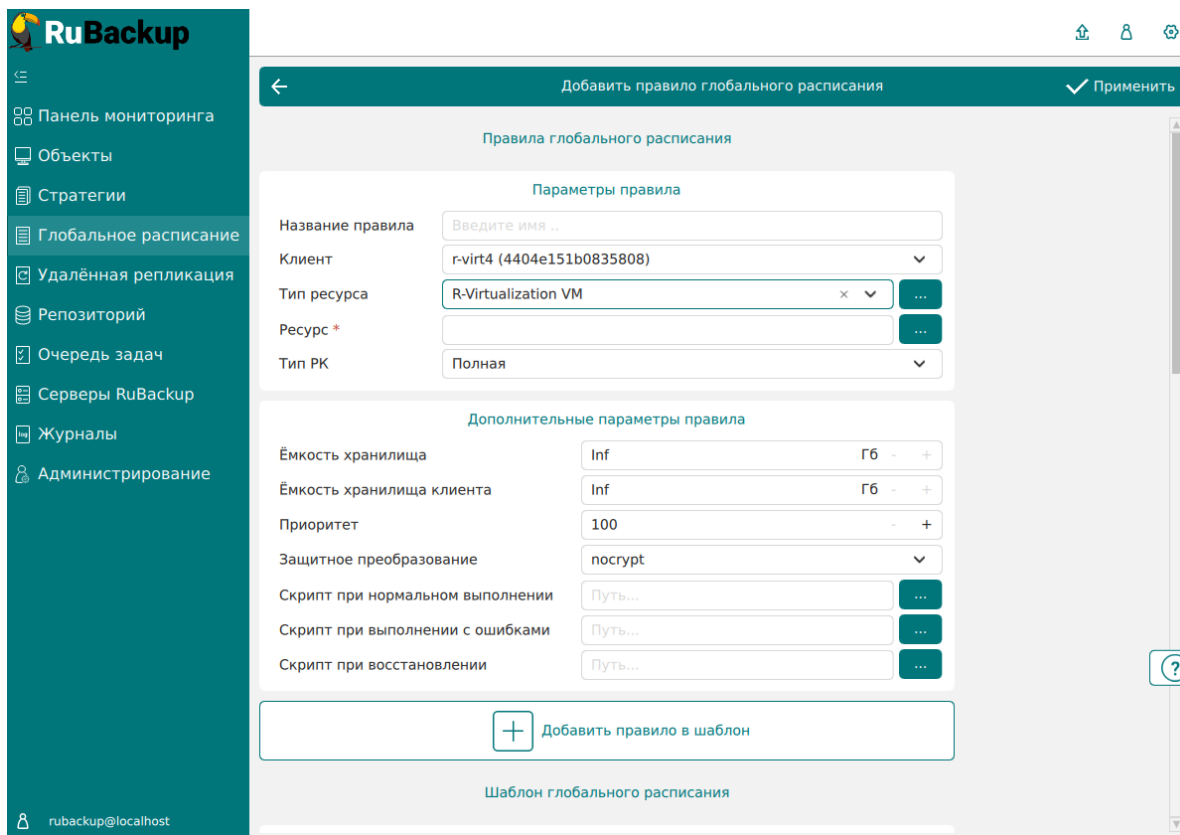 RuBackup
Панель мониторинга
Объекты
Стратегии
Глобальное расписание
Удалённая репликация
Репозиторий
Очередь задач
Серверы RuBackup
Журналы
Администрирование
rubackup@localhost
Добавить правило глобального расписания
Применить
Правила глобального расписания
Параметры правила
Название правила Введите имя ..
Клиент r-virt4 (4404e151b0835808)
Тип ресурса R-Virtualization VM × ...
Ресурс * ...
Тип РК Полная
Дополнительные параметры правила
Ёмкость хранилища Inf Гб - +
Ёмкость хранилища клиента Inf Гб - +
Приоритет 100 - +
Защитное преобразование nocrypt
Скрипт при нормальном выполнении Путь... ...
Скрипт при выполнении с ошибками Путь... ...
Скрипт при восстановлении Путь... ...
?
Добавить правило в шаблон
Шаблон глобального расписания